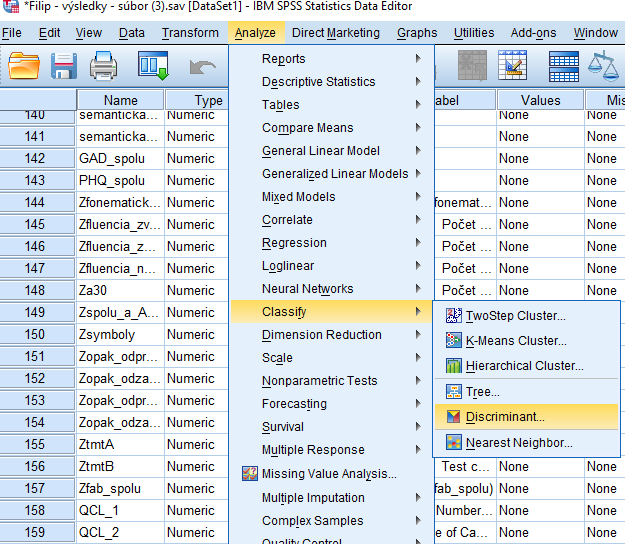 *Filip - výsledky - súbor (3).sav [DataSet1] - IBM SPSS Statistics Data Editor
File Edit View Data Transform Analyze Direct Marketing Graphs Utilities Add-ons Window
Name Type Label Values Mis
140 semanticka... Numeric None None
141 semanticka... Numeric None None
142 GAD_spolu Numeric None None
143 PHQ_spolu Numeric None None
144 Zfonematick... Numeric fonemat... None None
145 Zfluencia_zv... Numeric Počet ... None None
146 Zfluencia_z... Numeric Počet ... None None
147 Zfluencia_n... Numeric Počet ... None None
148 Za30 Numeric None None
149 Zspolu_a_A... Numeric
150 Zsymboly Numeric
151 Zopak_odpr... Numeric
152 Zopak_odza... Numeric
153 Zopak_odpr... Numeric
154 Zopak_odza... Numeric
155 ZtmtA Numeric
156 ZtmtB Numeric Test c... None None
157 Zfab_spolu Numeric fab_spolu) None None
158 QCL_1 Numeric Number... None None
159 QCL_2 Numeric e of Ca... None None
Reports
Descriptive Statistics
Tables
Compare Means
General Linear Model
Generalized Linear Models
Mixed Models
Correlate
Regression
Loglinear
Neural Networks
Classify
Dimension Reduction
Scale
Nonparametric Tests
Forecasting
Survival
Multiple Response
Missing Value Analysis...
Multiple Imputation
Complex Samples
Quality Control
TwoStep Cluster...
K-Means Cluster...
Hierarchical Cluster...
Tree...
Discriminant...
Nearest Neighbor...